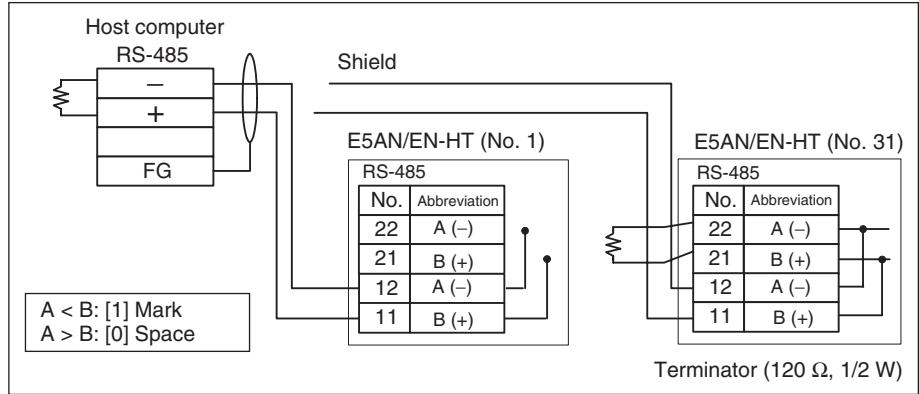 Host computer
RS-485
−
+
FG
Shield
E5AN/EN-HT (No. 1)
RS-485
No. Abbreviation
22 A (−)
21 B (+)
12 A (−)
11 B (+)
E5AN/EN-HT (No. 31)
RS-485
No. Abbreviation
22 A (−)
21 B (+)
12 A (−)
11 B (+)
A < B: [1] Mark
A > B: [0] Space
Terminator (120 Ω, 1/2 W)